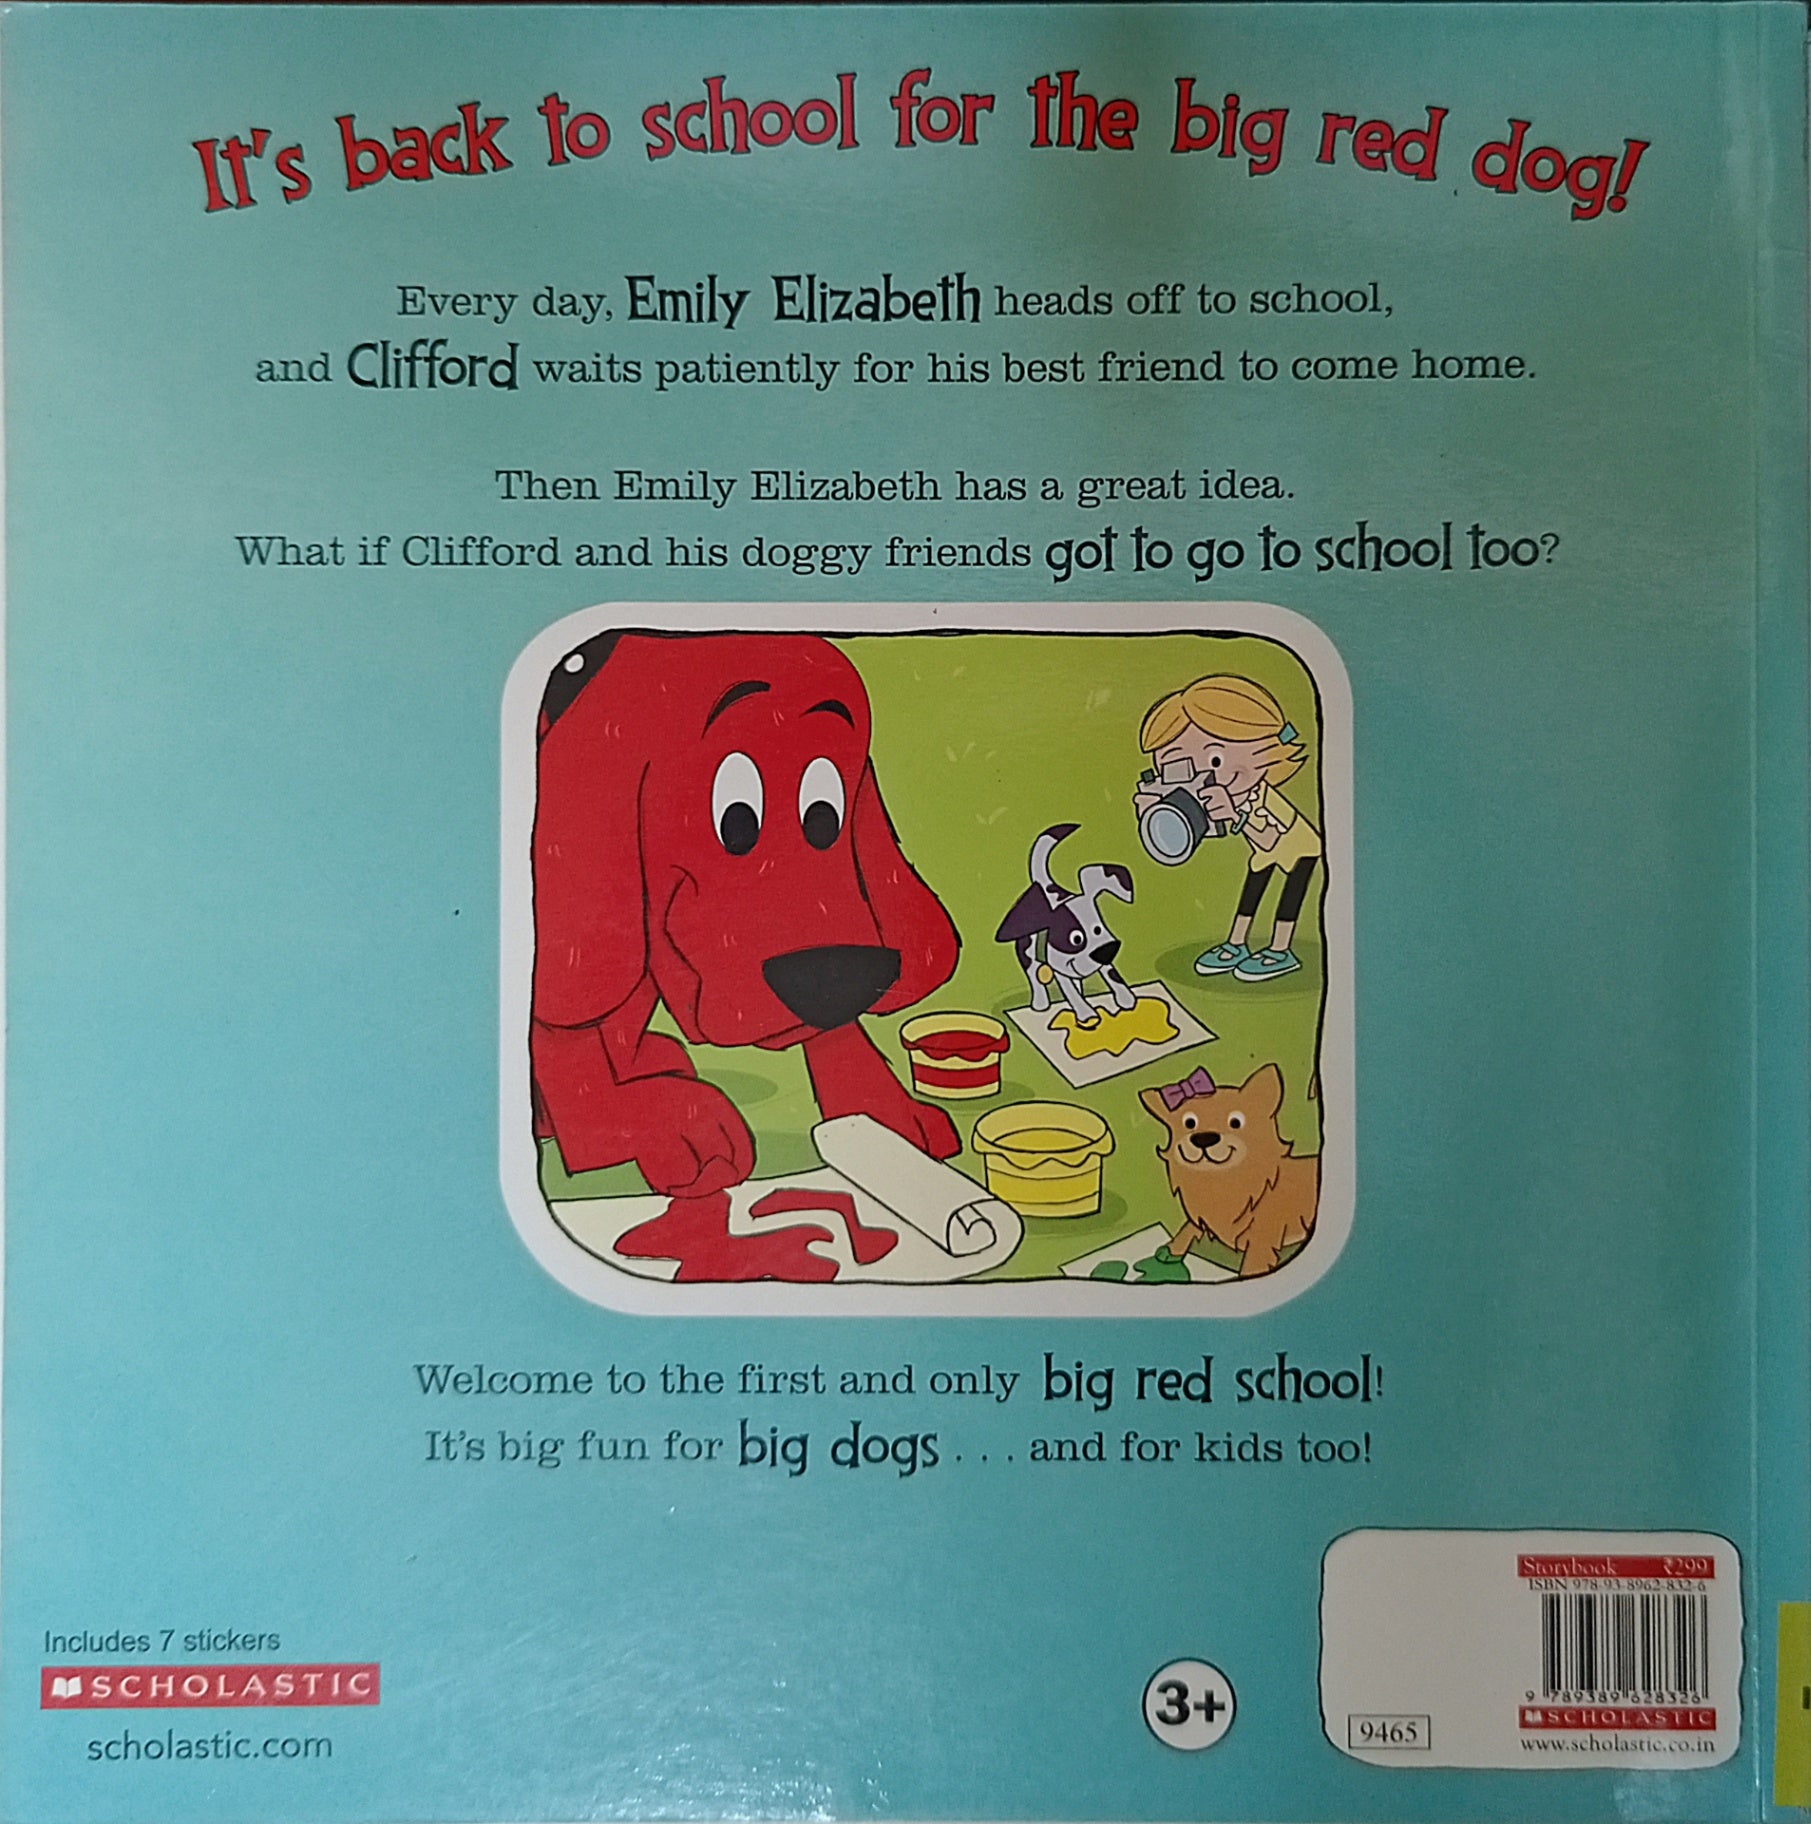 It's back to school for the big red dog!
Every day, Emily Elizabeth heads off to school,
and Clifford waits patiently for his best friend to come home.
Then Emily Elizabeth has a great idea.
What if Clifford and his doggy friends got to go to school too?
Welcome to the first and only big red school!
It's big fun for big dogs . . . and for kids too!
Includes 7 stickers
SCHOLASTIC
scholastic.com
3+
9465
Storybook ₹299
ISBN 978-93-8962-832-6
9 789389 628326
SCHOLASTIC
www.scholastic.co.in